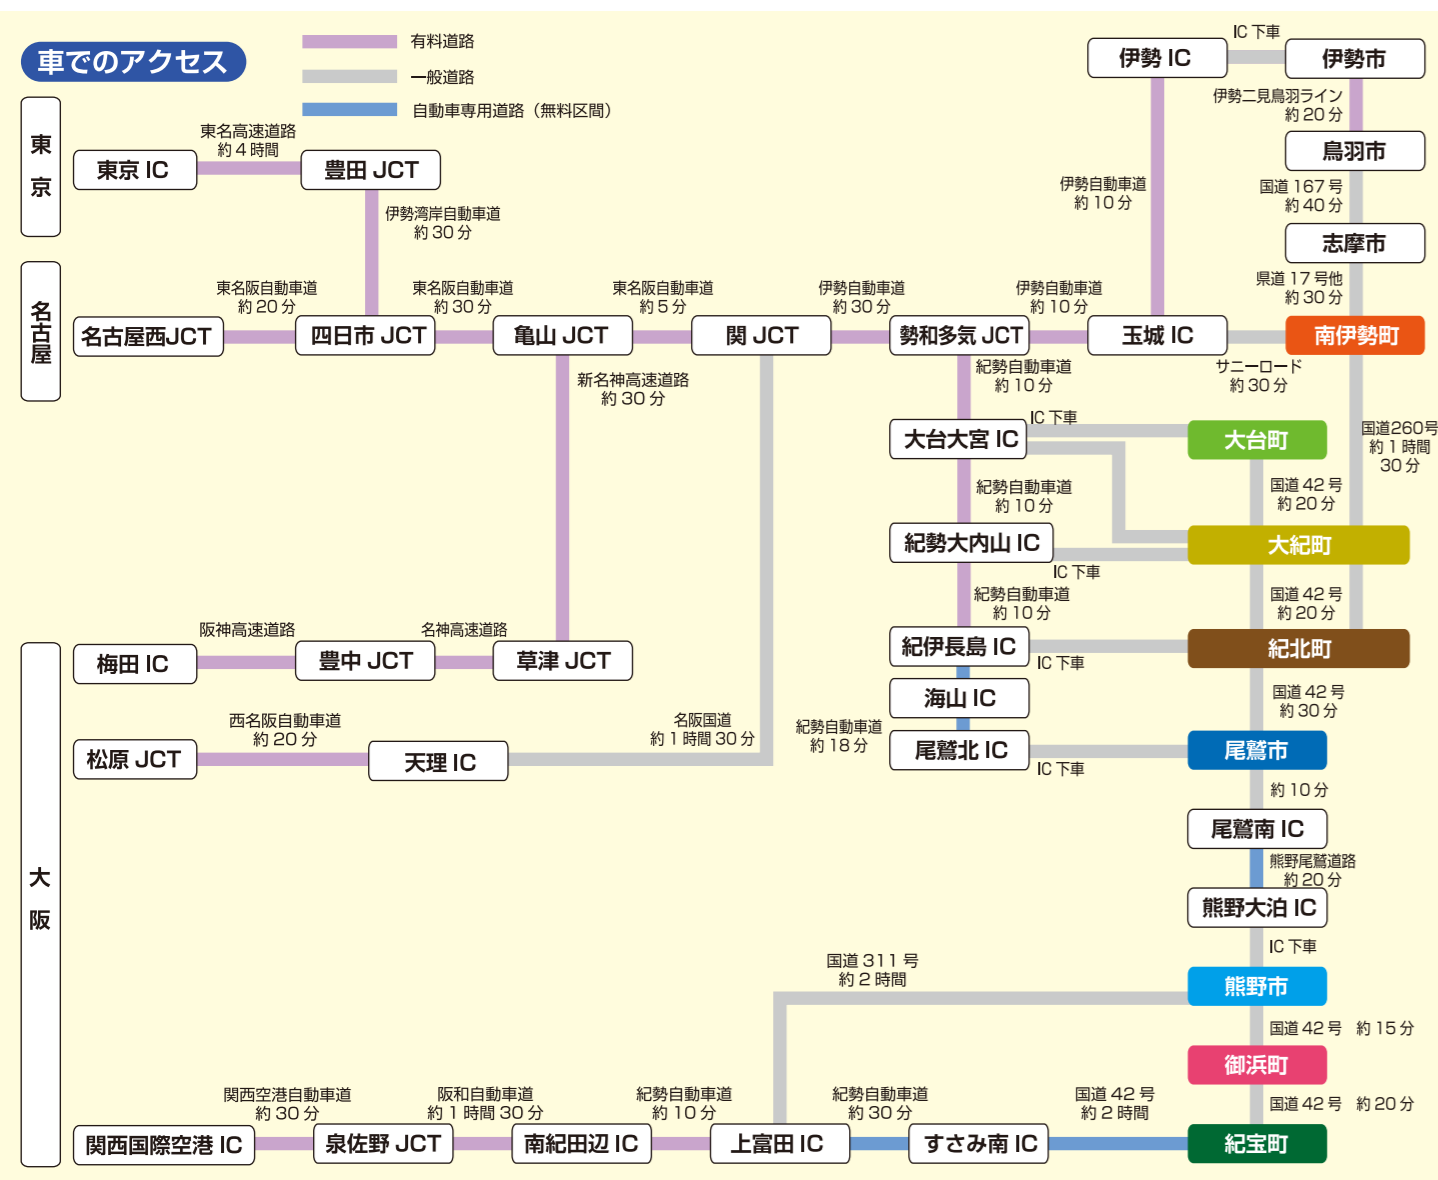 車でのアクセス
有料道路
一般道路
自動車専用道路（無料区間）
東京
東京 IC
東名高速道路
約 4 時間
豊田 JCT
伊勢湾岸自動車道
約 30 分
伊勢 IC
IC 下車
伊勢市
伊勢二見鳥羽ライン
約 20 分
鳥羽市
国道 167 号
約 40 分
志摩市
県道 17 号他
約 30 分
伊勢自動車道
約 10 分
名古屋
名古屋西JCT
東名阪自動車道
約 20 分
四日市 JCT
東名阪自動車道
約 30 分
亀山 JCT
東名阪自動車道
約 5 分
関 JCT
伊勢自動車道
約 30 分
勢和多気 JCT
伊勢自動車道
約 10 分
玉城 IC
サニーロード
約 30 分
南伊勢町
新名神高速道路
約 30 分
紀勢自動車道
約 10 分
大台大宮 IC
IC 下車
大台町
国道260号
約 1 時間
30 分
紀勢自動車道
約 10 分
国道 42 号
約 20 分
紀勢大内山 IC
IC 下車
大紀町
紀勢自動車道
約 10 分
国道 42 号
約 20 分
紀伊長島 IC
IC 下車
紀北町
海山 IC
国道 42 号
約 30 分
紀勢自動車道
約 18 分
尾鷲北 IC
IC 下車
尾鷲市
約 10 分
尾鷲南 IC
熊野尾鷲道路
約 20 分
熊野大泊 IC
IC 下車
熊野市
国道 42 号　約 15 分
御浜町
国道 42 号　約 20 分
紀宝町
大阪
梅田 IC
阪神高速道路
豊中 JCT
名神高速道路
草津 JCT
松原 JCT
西名阪自動車道
約 20 分
天理 IC
名阪国道
約 1 時間 30 分
国道 311 号
約 2 時間
関西国際空港 IC
関西空港自動車道
約 30 分
泉佐野 JCT
阪和自動車道
約 1 時間 30 分
南紀田辺 IC
紀勢自動車道
約 10 分
上富田 IC
紀勢自動車道
約 30 分
すさみ南 IC
国道 42 号
約 2 時間